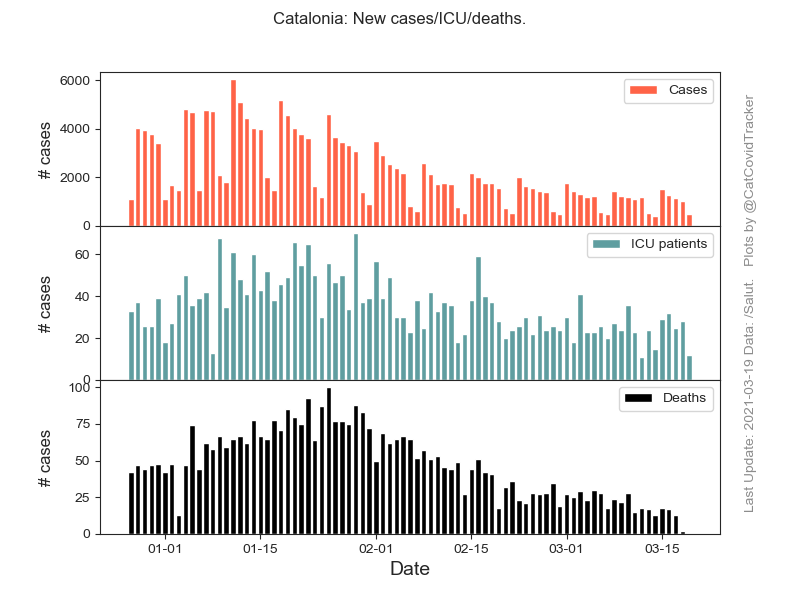 Catalonia: New cases/ICU/deaths.
6000
4000
2000
0
# cases
Cases
60
40
20
0
# cases
ICU patients
100
75
50
25
0
# cases
Deaths
01-01 01-15 02-01 02-15 03-01 03-15
Date
Last Update: 2021-03-19 Data: /Salut. Plots by @CatCovidTracker